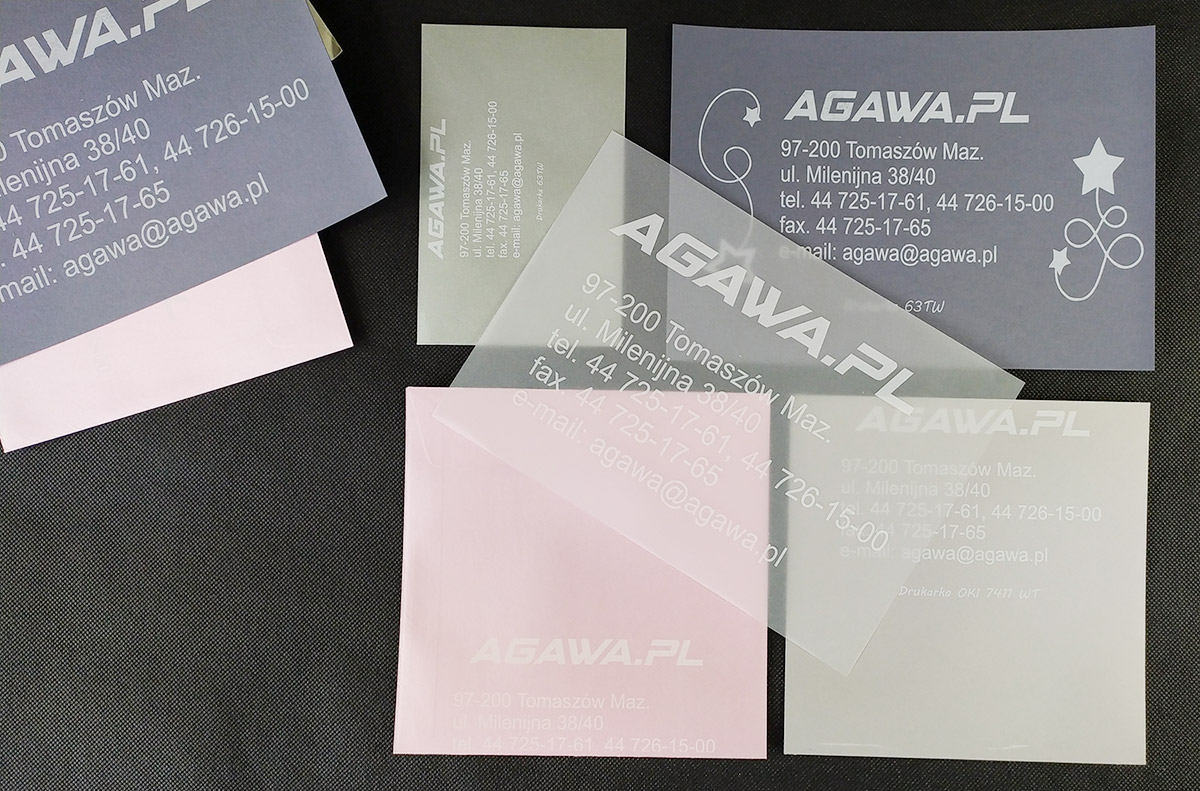 AWA.PL
Tomaszów Maz.
38/40
44 725-17-61, 44 726-15-00
44 725-17-65
mail: agawa@agawa.pl
AGAWA.PL
97-200 Tomaszów Maz.
ul. Milenijna 38/40
tel. 44 725-17-61, 44 726-15-00
fax. 44 725-17-65
e-mail: agawa@agawa.pl
Drukarka 63TW
AGAWA.PL
97-200 Tomaszów Maz.
ul. Milenijna 38/40
tel. 44 725-17-61, 44 726-15-00
fax. 44 725-17-65
e-mail: agawa@agawa.pl
63TW
AGAWA.PL
97-200 Tomaszów Maz.
ul. Milenijna 38/40
tel. 44 725-17-61, 44 726-15-00
fax. 44 725-17-65
e-mail: agawa@agawa.pl
AGAWA.PL
97-200 Tomaszów Maz.
ul. Milenijna 38/40
tel. 44 725-17-61, 44 726-15-00
AGAWA.PL
97-200 Tomaszów Maz.
ul. Milenijna 38/40
tel. 44 725-17-61, 44 726-15-00
fax. 44 725-17-65
e-mail: agawa@agawa.pl
Drukarka OKI 7411 WT